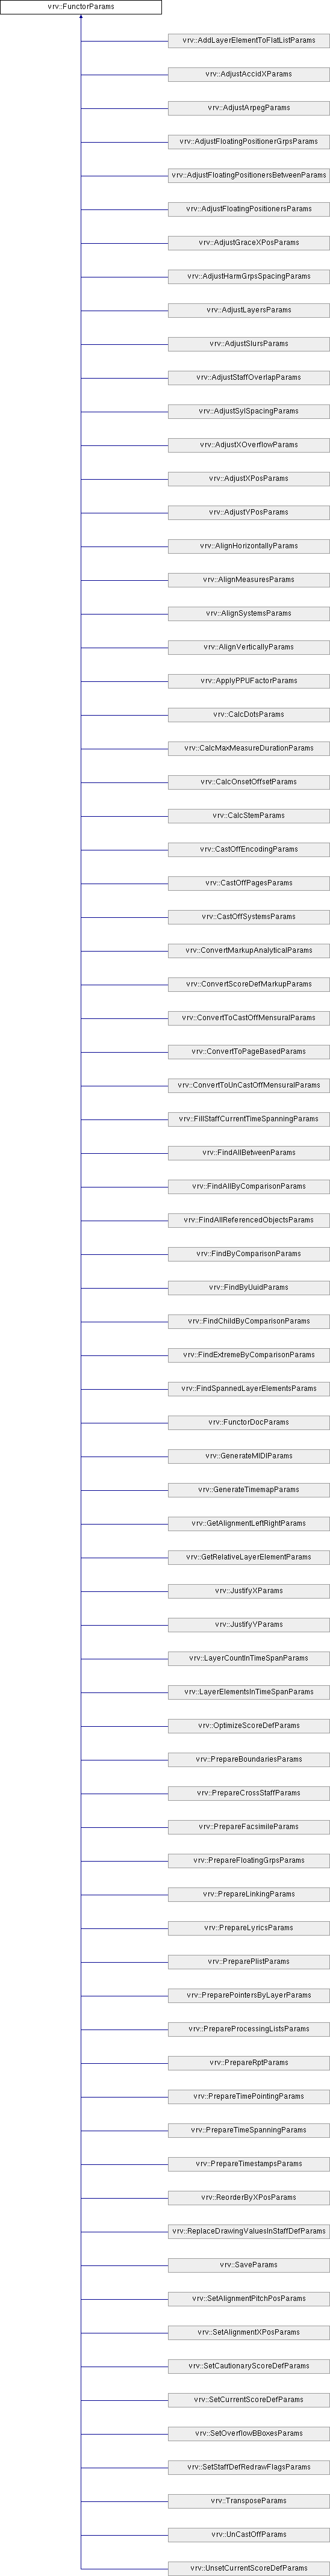 vrv::FunctorParams
vrv::AddLayerElementToFlatListParams
vrv::AdjustAccidXParams
vrv::AdjustArpegParams
vrv::AdjustFloatingPositionerGrpsParams
vrv::AdjustFloatingPositionersBetweenParams
vrv::AdjustFloatingPositionersParams
vrv::AdjustGraceXPosParams
vrv::AdjustHarmGrpsSpacingParams
vrv::AdjustLayersParams
vrv::AdjustSlursParams
vrv::AdjustStaffOverlapParams
vrv::AdjustSylSpacingParams
vrv::AdjustXOverflowParams
vrv::AdjustXPosParams
vrv::AdjustYPosParams
vrv::AlignHorizontallyParams
vrv::AlignMeasuresParams
vrv::AlignSystemsParams
vrv::AlignVerticallyParams
vrv::ApplyPPUFactorParams
vrv::CalcDotsParams
vrv::CalcMaxMeasureDurationParams
vrv::CalcOnsetOffsetParams
vrv::CalcStemParams
vrv::CastOffEncodingParams
vrv::CastOffPagesParams
vrv::CastOffSystemsParams
vrv::ConvertMarkupAnalyticalParams
vrv::ConvertScoreDefMarkupParams
vrv::ConvertToCastOffMensuralParams
vrv::ConvertToPageBasedParams
vrv::ConvertToUnCastOffMensuralParams
vrv::FillStaffCurrentTimeSpanningParams
vrv::FindAllBetweenParams
vrv::FindAllByComparisonParams
vrv::FindAllReferencedObjectsParams
vrv::FindByComparisonParams
vrv::FindByUuidParams
vrv::FindChildByComparisonParams
vrv::FindExtremeByComparisonParams
vrv::FindSpannedLayerElementsParams
vrv::FunctorDocParams
vrv::GenerateMIDIParams
vrv::GenerateTimemapParams
vrv::GetAlignmentLeftRightParams
vrv::GetRelativeLayerElementParams
vrv::JustifyXParams
vrv::JustifyYParams
vrv::LayerCountInTimeSpanParams
vrv::LayerElementsInTimeSpanParams
vrv::OptimizeScoreDefParams
vrv::PrepareBoundariesParams
vrv::PrepareCrossStaffParams
vrv::PrepareFacsimileParams
vrv::PrepareFloatingGrpsParams
vrv::PrepareLinkingParams
vrv::PrepareLyricsParams
vrv::PreparePlistParams
vrv::PreparePointersByLayerParams
vrv::PrepareProcessingListsParams
vrv::PrepareRptParams
vrv::PrepareTimePointingParams
vrv::PrepareTimeSpanningParams
vrv::PrepareTimestampsParams
vrv::ReorderByXPosParams
vrv::ReplaceDrawingValuesInStaffDefParams
vrv::SaveParams
vrv::SetAlignmentPitchPosParams
vrv::SetAlignmentXPosParams
vrv::SetCautionaryScoreDefParams
vrv::SetCurrentScoreDefParams
vrv::SetOverflowBBoxesParams
vrv::SetStaffDefRedrawFlagsParams
vrv::TransposeParams
vrv::UnCastOffParams
vrv::UnsetCurrentScoreDefParams